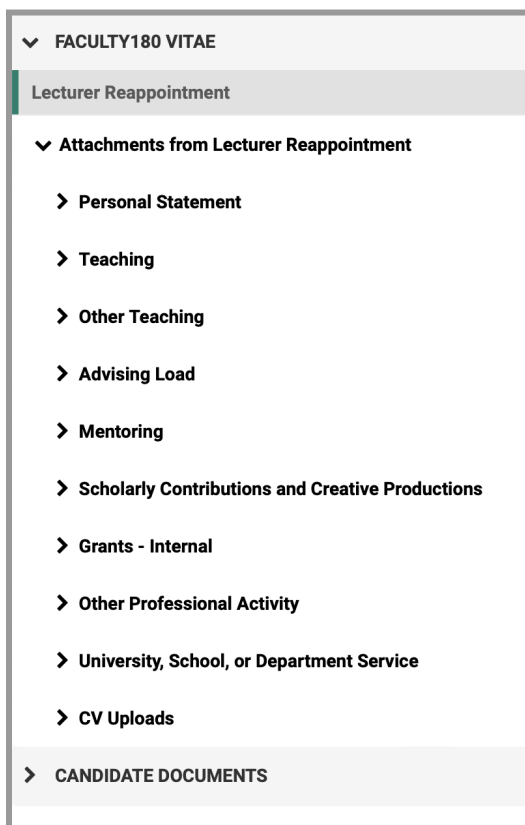 FACULTY180 VITAE
Lecturer Reappointment
Attachments from Lecturer Reappointment
Personal Statement
Teaching
Other Teaching
Advising Load
Mentoring
Scholarly Contributions and Creative Productions
Grants - Internal
Other Professional Activity
University, School, or Department Service
CV Uploads
CANDIDATE DOCUMENTS